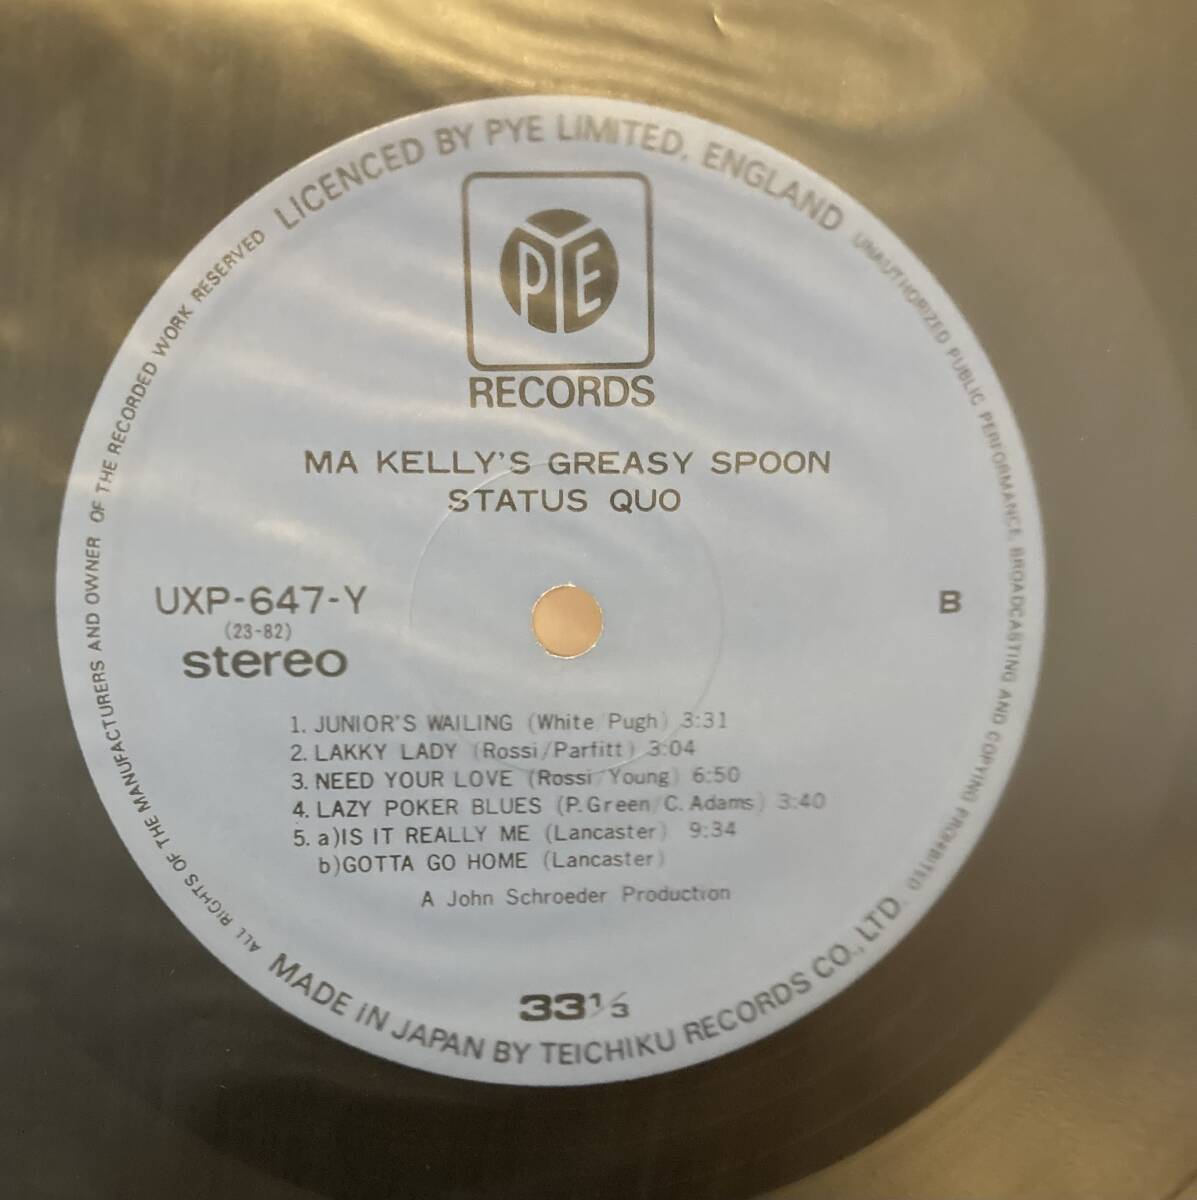 LICENCED BY PYE LIMITED. ENGLAND
UNAUTHORIZED PUBLIC PERFORMANCE, BROADCASTING AND COPYING PROHIBITED
ALL RIGHTS OF THE MANUFACTURERS AND OWNER OF THE RECORDED WORK RESERVED
PYE
RECORDS
MA KELLY'S GREASY SPOON
STATUS QUO
UXP-647-Y
(23-82)
stereo
B
1. JUNIOR'S WAILING (White/Pugh) 3:31
2. LAKKY LADY (Rossi/Parfitt) 3:04
3. NEED YOUR LOVE (Rossi/Young) 6:50
4. LAZY POKER BLUES (P. Green/C. Adams) 3:40
5. a)IS IT REALLY ME (Lancaster) 9:34
b)GOTTA GO HOME (Lancaster)
A John Schroeder Production
33⅓
MADE IN JAPAN BY TEICHIKU RECORDS CO., LTD.